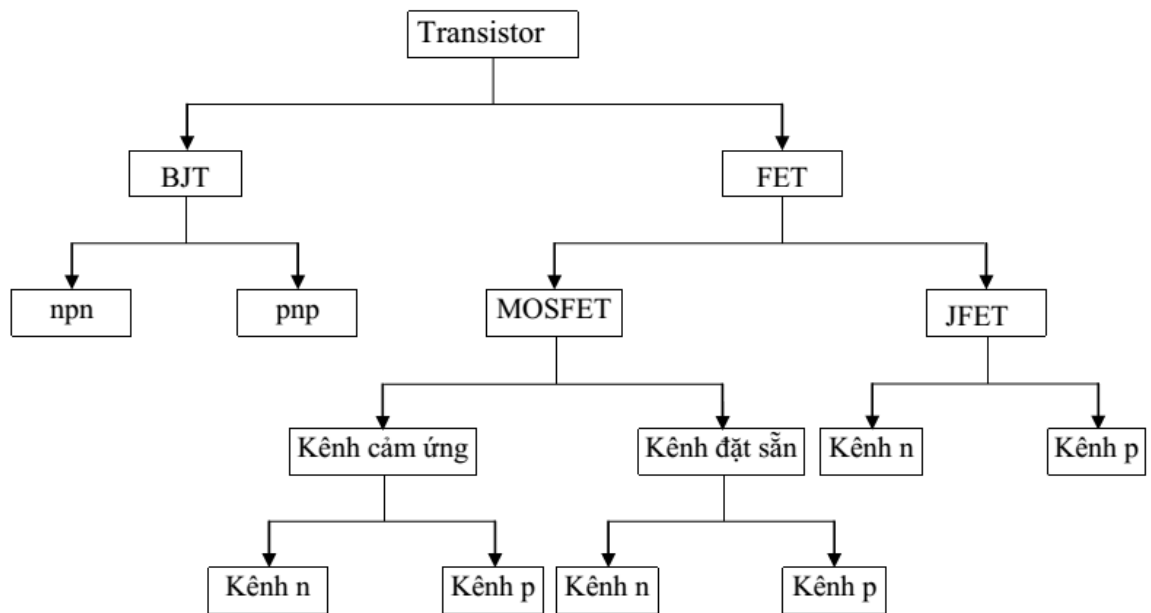 Transistor
BJT
FET
npn
pnp
MOSFET
JFET
Kênh cảm ứng
Kênh đặt sẵn
Kênh n
Kênh p
Kênh n
Kênh p
Kênh n
Kênh p